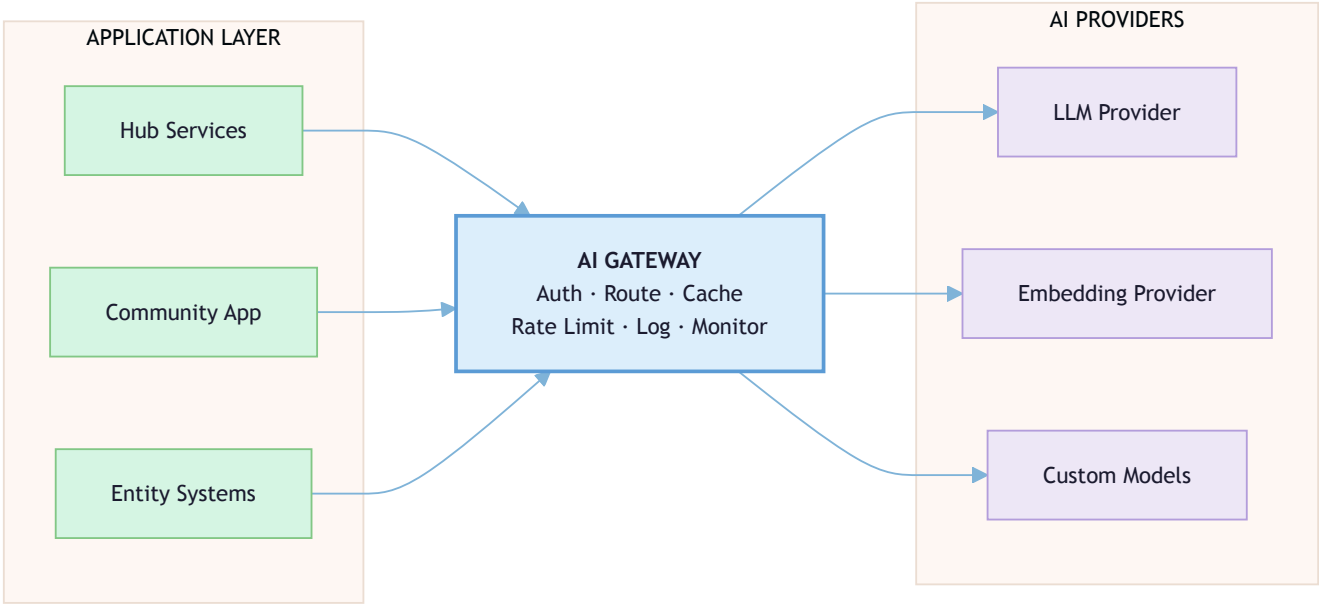 APPLICATION LAYER
Hub Services
Community App
Entity Systems
AI GATEWAY
Auth · Route · Cache
Rate Limit · Log · Monitor
AI PROVIDERS
LLM Provider
Embedding Provider
Custom Models